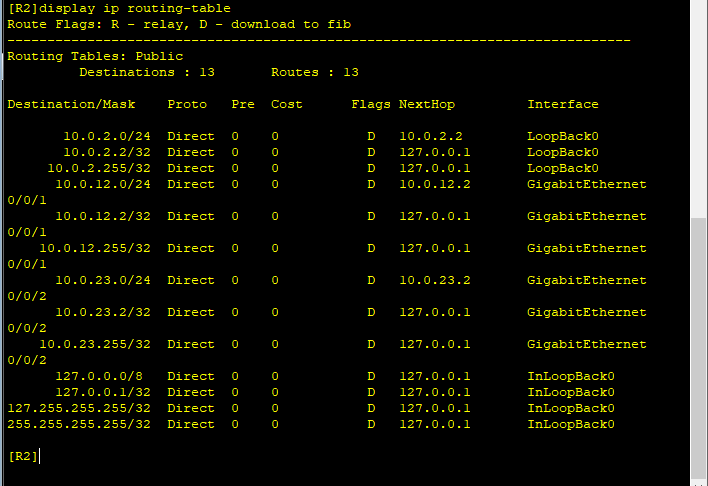 [R2]display ip routing-table
Route Flags: R - relay, D - download to fib
------------------------------------------------------------------------------
Routing Tables: Public
         Destinations : 13       Routes : 13

Destination/Mask    Proto  Pre  Cost      Flags NextHop         Interface

       10.0.2.0/24  Direct  0    0           D   10.0.2.2        LoopBack0
       10.0.2.2/32  Direct  0    0           D   127.0.0.1       LoopBack0
     10.0.2.255/32  Direct  0    0           D   127.0.0.1       LoopBack0
      10.0.12.0/24  Direct  0    0           D   10.0.12.2       GigabitEthernet
0/0/1
      10.0.12.2/32  Direct  0    0           D   127.0.0.1       GigabitEthernet
0/0/1
    10.0.12.255/32  Direct  0    0           D   127.0.0.1       GigabitEthernet
0/0/1
      10.0.23.0/24  Direct  0    0           D   10.0.23.2       GigabitEthernet
0/0/2
      10.0.23.2/32  Direct  0    0           D   127.0.0.1       GigabitEthernet
0/0/2
    10.0.23.255/32  Direct  0    0           D   127.0.0.1       GigabitEthernet
0/0/2
      127.0.0.0/8   Direct  0    0           D   127.0.0.1       InLoopBack0
      127.0.0.1/32  Direct  0    0           D   127.0.0.1       InLoopBack0
127.255.255.255/32  Direct  0    0           D   127.0.0.1       InLoopBack0
255.255.255.255/32  Direct  0    0           D   127.0.0.1       InLoopBack0

[R2]